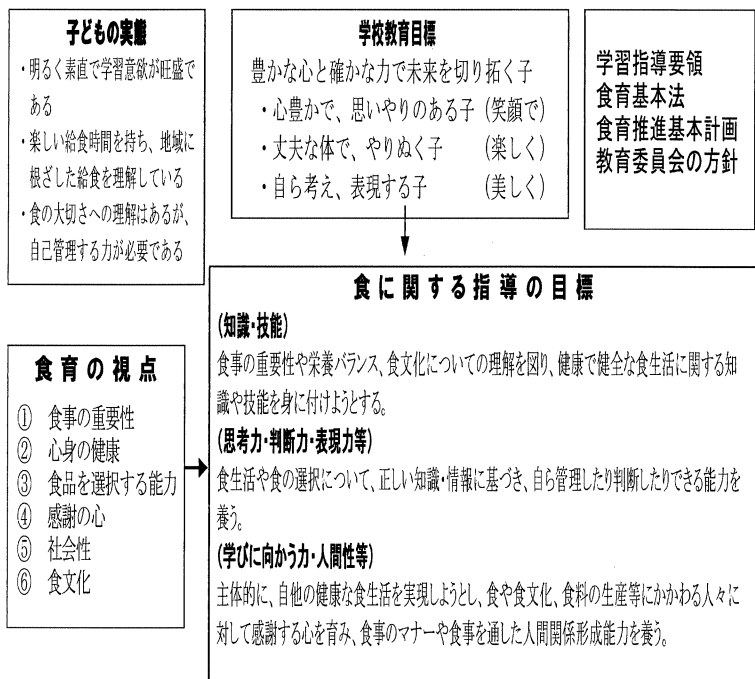 子どもの実態
・明るく素直で学習意欲が旺盛で
ある
・楽しい給食時間を持ち、地域に
根ざした給食を理解している
・食の大切さへの理解はあるが、
自己管理する力が必要である
学校教育目標
豊かな心と確かな力で未来を切り拓く子
・心豊かで、思いやりのある子 (笑顔で)
・丈夫な体で、やりぬく子 (楽しく)
・自ら考え、表現する子 (美しく)
学習指導要領
食育基本法
食育推進基本計画
教育委員会の方針
食育の視点
① 食事の重要性
② 心身の健康
③ 食品を選択する能力
④ 感謝の心
⑤ 社会性
⑥ 食文化
食に関する指導の目標
(知識・技能)
食事の重要性や栄養バランス、食文化についての理解を図り、健康で健全な食生活に関する知
識や技能を身に付けようとする。
(思考力・判断力・表現力等)
食生活や食の選択について、正しい知識・情報に基づき、自ら管理したり判断したりできる能力を
養う。
(学びに向かう力・人間性等)
主体的に、自他の健康な食生活を実現しようとし、食や食文化、食料の生産等にかかわる人々に
対して感謝する心を育み、食事のマナーや食事を通した人間関係形成能力を養う。